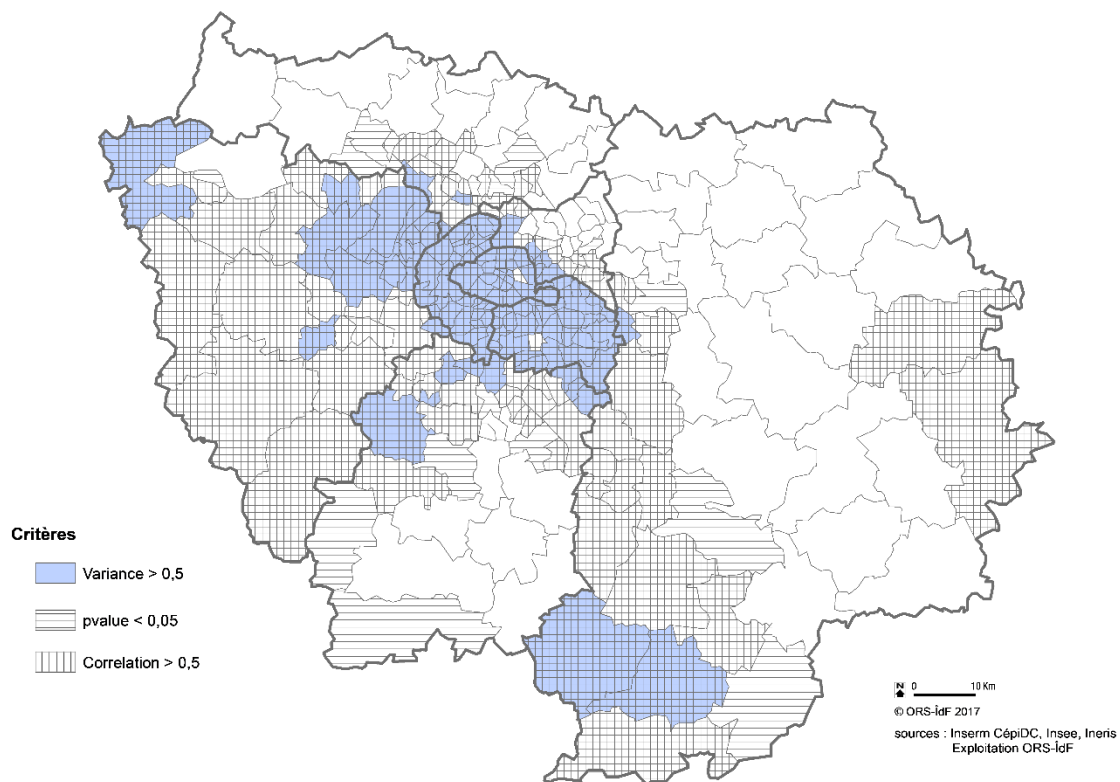 Critères
Variance > 0,5
pvalue < 0,05
Correlation > 0,5
N 0 10 Km
© ORS-îdF 2017
sources : Inserm CépiDC, Insee, Ineris
Exploitation ORS-îdF